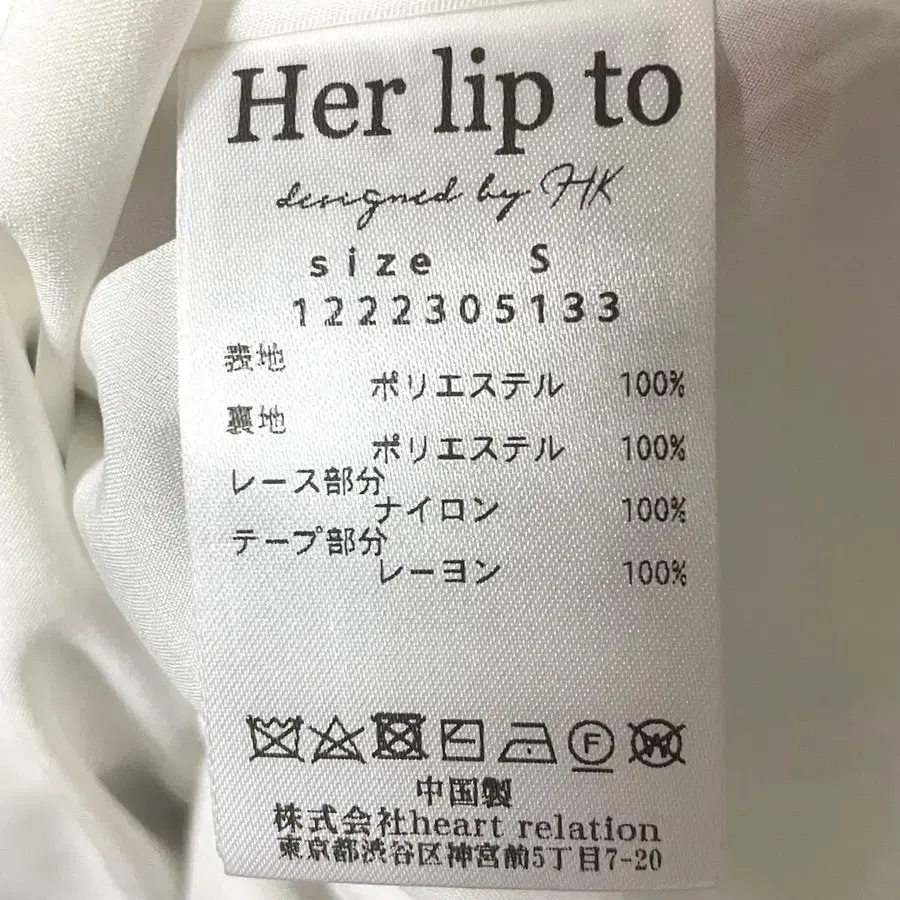 Her lip to
designed by HK
size S
1222305133
表地
ポリエステル 100%
裏地
ポリエステル 100%
レース部分
ナイロン 100%
テープ部分
レーヨン 100%
F W
中国製
株式会社heart relation
東京都渋谷区神宮前5丁目7-20